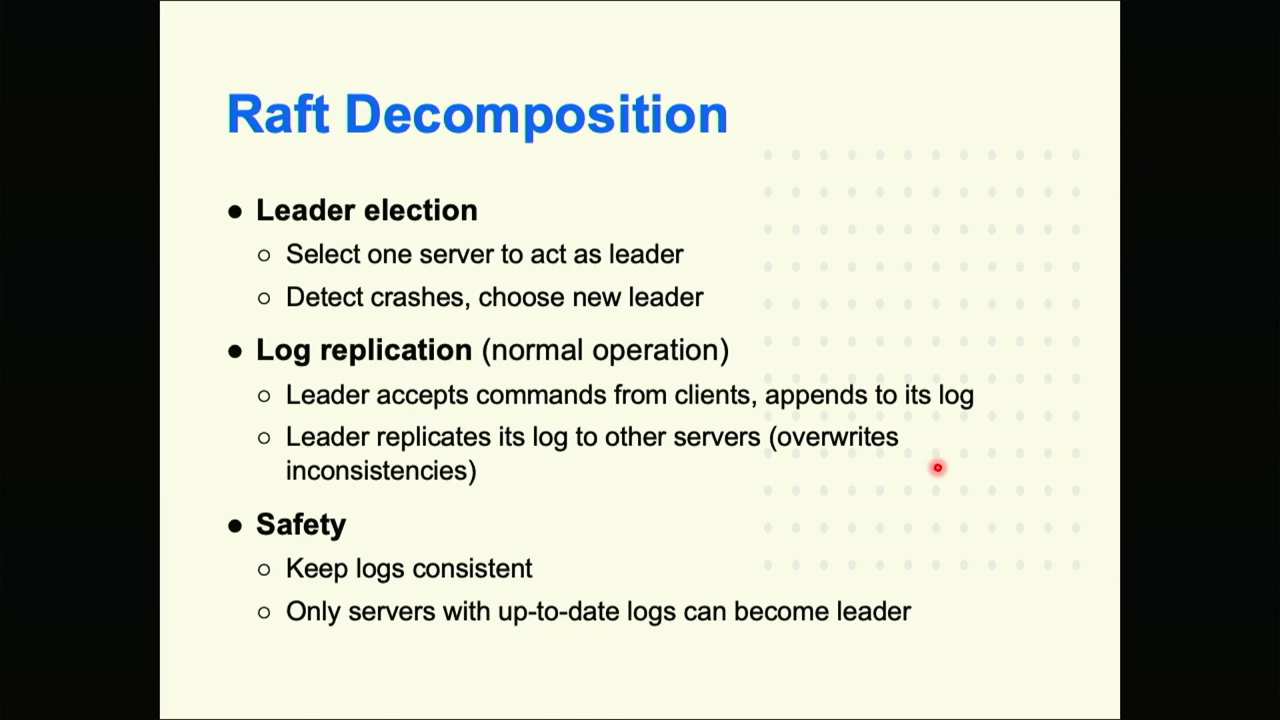 Raft Decomposition
● Leader election
○ Select one server to act as leader
○ Detect crashes, choose new leader
● Log replication (normal operation)
○ Leader accepts commands from clients, appends to its log
○ Leader replicates its log to other servers (overwrites
inconsistencies)
● Safety
○ Keep logs consistent
○ Only servers with up-to-date logs can become leader